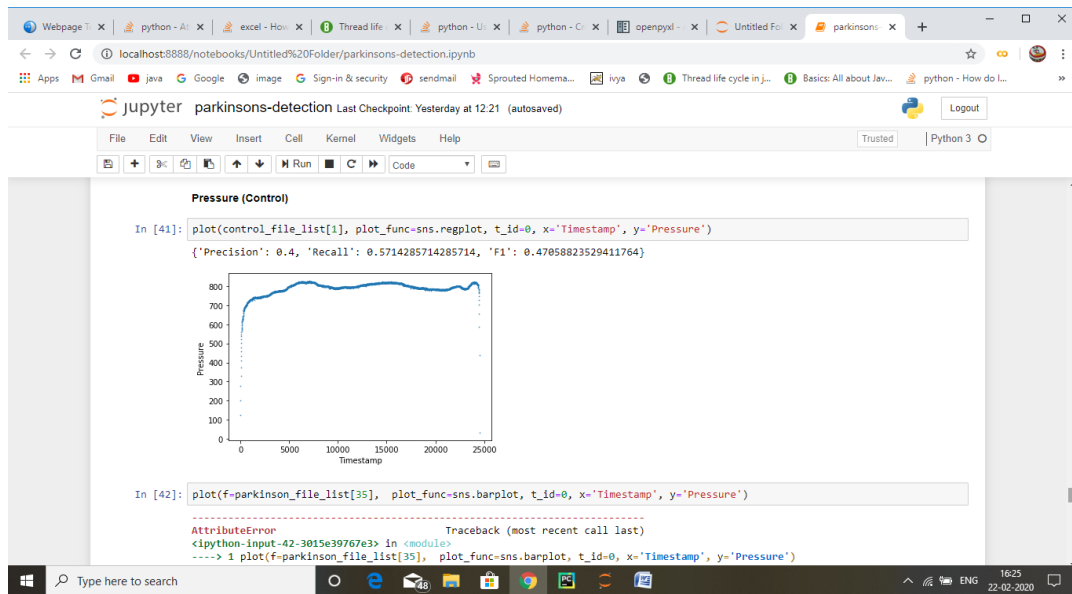 Webpage T python - At excel - How Thread life python - Us python - Cr openpyxl - Untitled Fol parkinsons-
localhost:8888/notebooks/Untitled%20Folder/parkinsons-detection.ipynb
Apps Gmail java Google image Sign-in & security sendmail Sprouted Homema... ivya Thread life cycle in j... Basics: All about Jav... python - How do I... »
jupyter parkinsons-detection Last Checkpoint: Yesterday at 12:21 (autosaved) Logout
File Edit View Insert Cell Kernel Widgets Help Trusted Python 3
Run Code
Pressure (Control)
In [41]: plot(control_file_list[1], plot_func=sns.regplot, t_id=0, x='Timestamp', y='Pressure')
{'Precision': 0.4, 'Recall': 0.5714285714285714, 'F1': 0.47058823529411764}
800
700
600
500
400
300
200
100
0
Pressure
0 5000 10000 15000 20000 25000
Timestamp
In [42]: plot(f=parkinson_file_list[35], plot_func=sns.barplot, t_id=0, x='Timestamp', y='Pressure')
---------------------------------------------------------------------------
AttributeError Traceback (most recent call last)
<ipython-input-42-3015e39767e3> in <module>
----> 1 plot(f=parkinson_file_list[35], plot_func=sns.barplot, t_id=0, x='Timestamp', y='Pressure')
Type here to search 48 PC ENG 16:25
22-02-2020